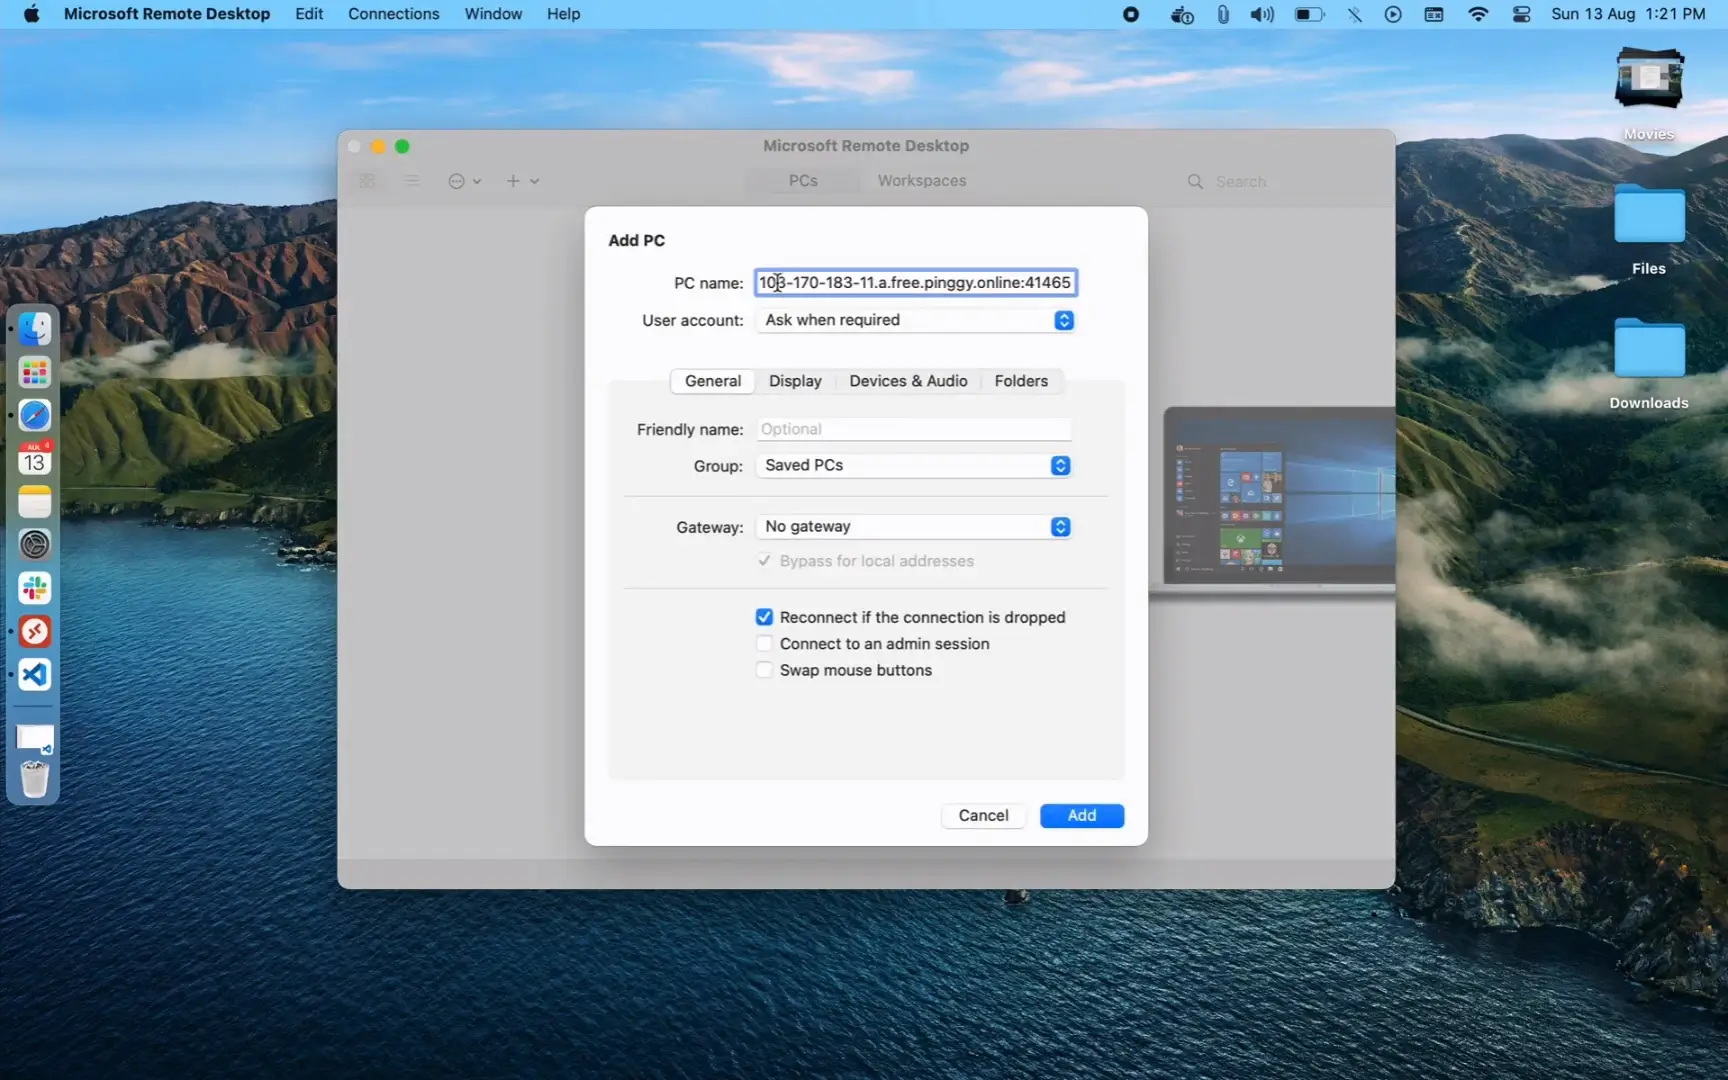 Microsoft Remote Desktop Edit Connections Window Help Sun 13 Aug 1:21 PM
Movies
Files
Downloads
AUG 4
13
Microsoft Remote Desktop
PCs Workspaces Search
Add PC
PC name: 103-170-183-11.a.free.pinggy.online:41465
User account: Ask when required
General Display Devices & Audio Folders
Friendly name: Optional
Group: Saved PCs
Gateway: No gateway
Bypass for local addresses
Reconnect if the connection is dropped
Connect to an admin session
Swap mouse buttons
Cancel Add